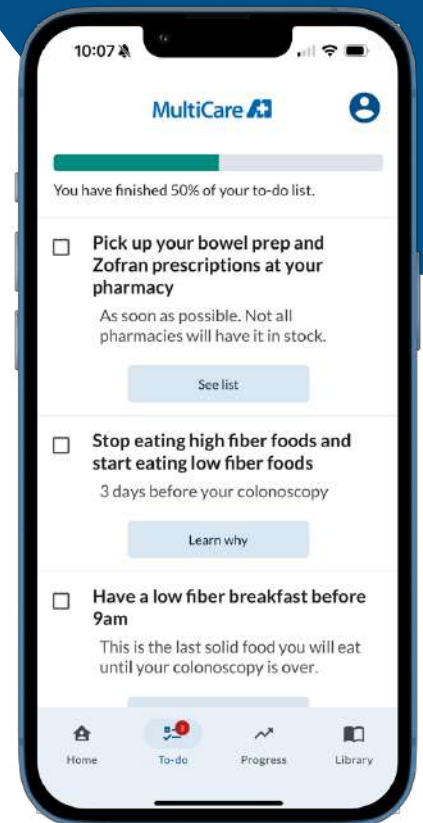 10:07
MultiCare
You have finished 50% of your to-do list.
Pick up your bowel prep and
Zofran prescriptions at your
pharmacy
As soon as possible. Not all
pharmacies will have it in stock.
See list
Stop eating high fiber foods and
start eating low fiber foods
3 days before your colonoscopy
Learn why
Have a low fiber breakfast before
9am
This is the last solid food you will eat
until your colonoscopy is over.
Home
To-do
Progress
Library